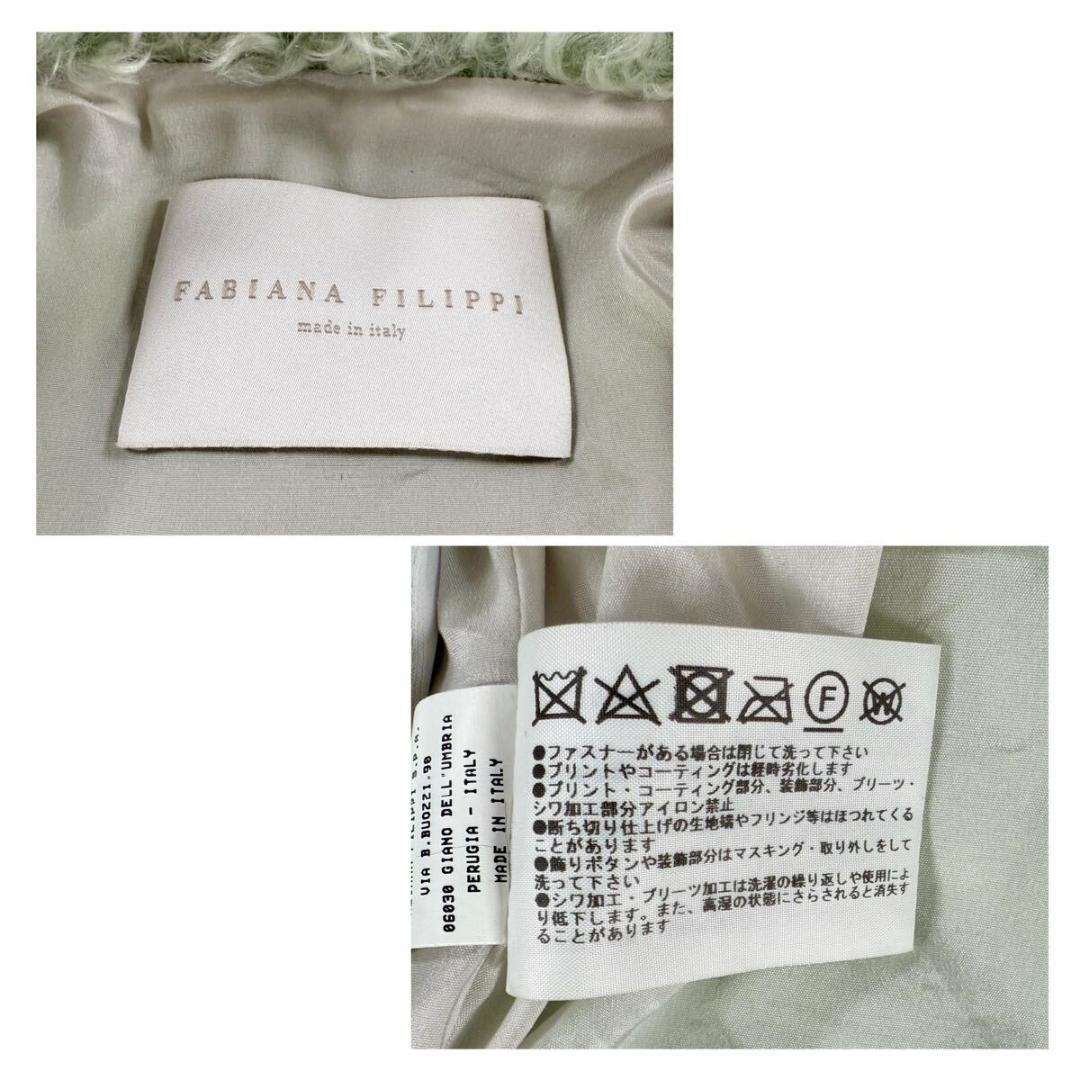 FABIANA FILIPPI
made in italy
FILIPPI S.P.A.
VIA B.BUOZZI.90
06030 GIANO DELL'UMBRIA
PERUGIA - ITALY
MADE IN ITALY
F
W
●ファスナーがある場合は閉じて洗って下さい
●プリントやコーティングは経時劣化します
●プリント・コーティング部分、装飾部分、プリーツ・
シワ加工部分アイロン禁止
●断ち切り仕上げの生地端やフリンジ等はほつれてくる
ことがあります
●飾りボタンや装飾部分はマスキング・取り外しをして
洗って下さい
●シワ加工・プリーツ加工は洗濯の繰り返しや使用によ
り低下します。また、高湿の状態にさらされると消失す
ることがあります